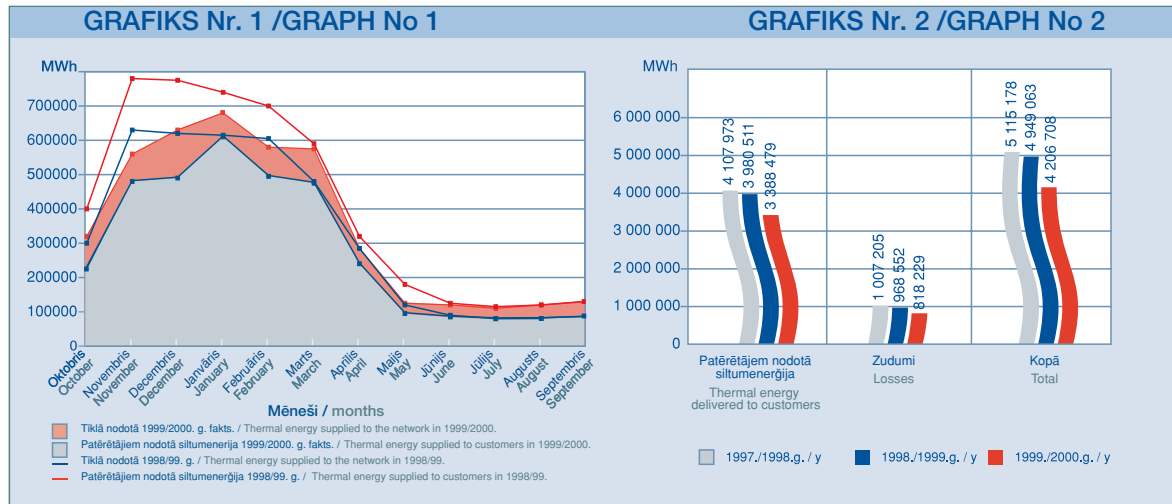 GRAFIKS Nr. 1 /GRAPH No 1
MWh
700000
600000
500000
400000
300000
200000
100000
0
Oktobris
October
Novembris
November
Decembris
December
Janvāris
January
Februāris
February
Marts
March
Aprīlis
April
Maijs
May
Jūnijs
June
Jūlijs
July
Augusts
August
Septembris
September
Mēneši / months
Tīklā nodotā 1999/2000. g. fakts. / Thermal energy supplied to the network in 1999/2000.
Patērētājiem nodotā siltumenerija 1999/2000. g. fakts. / Thermal energy supplied to customers in 1999/2000.
Tīklā nodotā 1998/99. g. / Thermal energy supplied to the network in 1998/99.
Patērētājiem nodotā siltumenerģija 1998/99. g. / Thermal energy supplied to customers in 1998/99.
GRAFIKS Nr. 2 /GRAPH No 2
MWh
6 000 000
5 000 000
4 000 000
3 000 000
2 000 000
1 000 000
0
4 107 973
3 980 511
3 388 479
1 007 205
968 552
818 229
5 115 178
4 949 063
4 206 708
Patērētājiem nodotā
siltumenerģija
Thermal energy
delivered to customers
Zudumi
Losses
Kopā
Total
1997./1998.g. / y
1998./1999.g. / y
1999./2000.g. / y